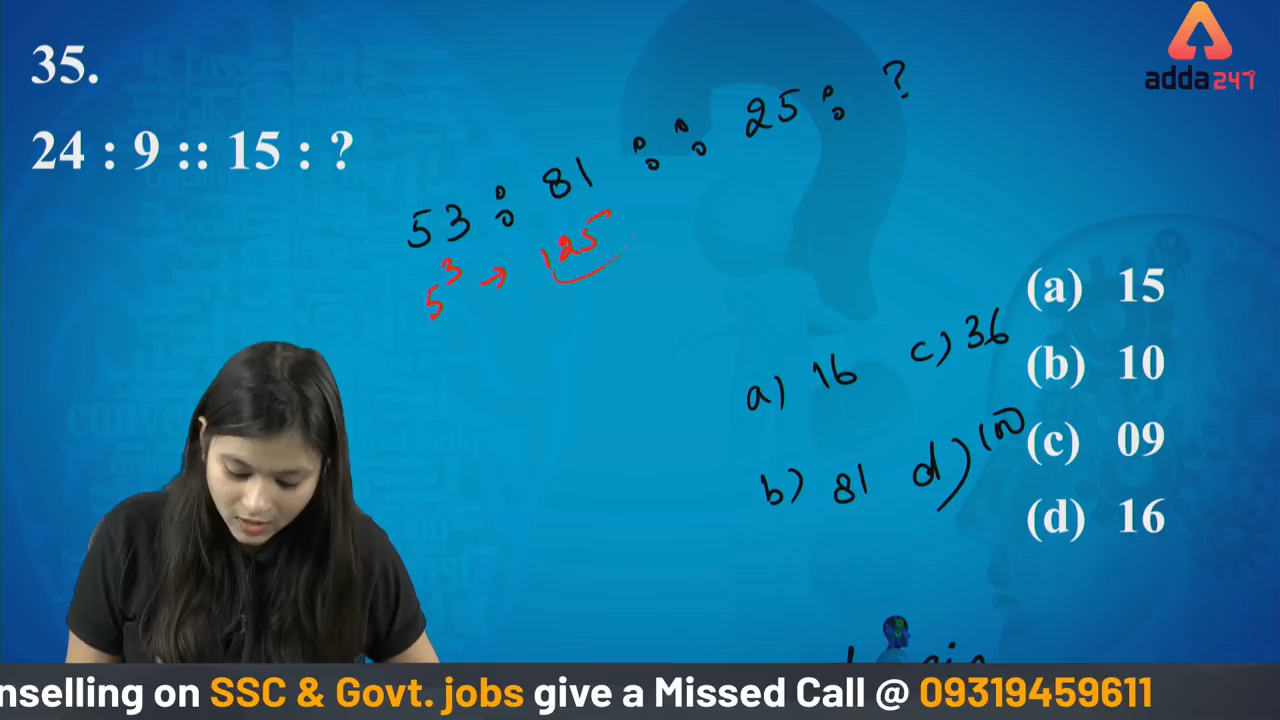 35.
24 : 9 :: 15 : ?
53 : 81 :: 25 : ?
5³ → 125
a) 16 c) 36
b) 81 d) 100
(a) 15
(b) 10
(c) 09
(d) 16
adda247
nselling on SSC & Govt. jobs give a Missed Call @ 09319459611